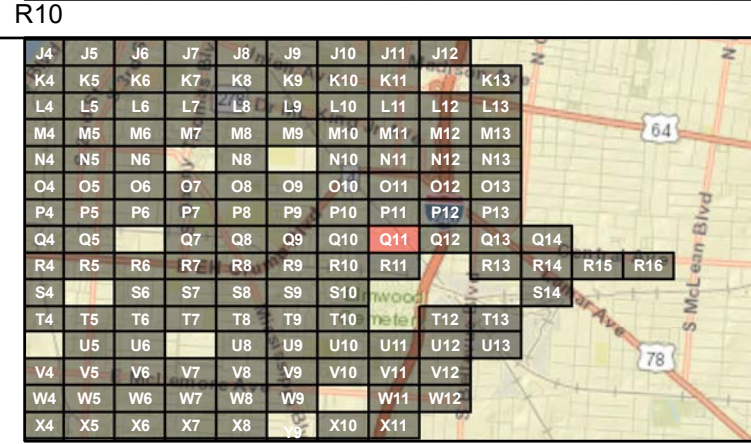 R10
J4 J5 J6 J7 J8 J9 J10 J11 J12
K4 K5 K6 K7 K8 K9 K10 K11 K13
L4 L5 L6 L7 L8 L9 L10 L11 L12 L13
M4 M5 M6 M7 M8 M9 M10 M11 M12 M13
64
N4 N5 N6 N8 N10 N11 N12 N13
O4 O5 O6 O7 O8 O9 O10 O11 O12 O13
P4 P5 P6 P7 P8 P9 P10 P11 P12 P13
Q4 Q5 Q7 Q8 Q9 Q10 Q11 Q12 Q13 Q14
R4 R5 R6 R7 R8 R9 R10 R11 R13 R14 R15 R16
S McLean Blvd
S4 S6 S7 S8 S9 S10 S14
T4 T5 T6 T7 T8 T9 T10 T12 T13
U5 U6 U8 U9 U10 U11 U12 U13
78
V4 V5 V6 V7 V8 V9 V10 V11 V12
W4 W5 W6 W7 W8 W9 W11 W12
X4 X5 X6 X7 X8 Y9 X10 X11